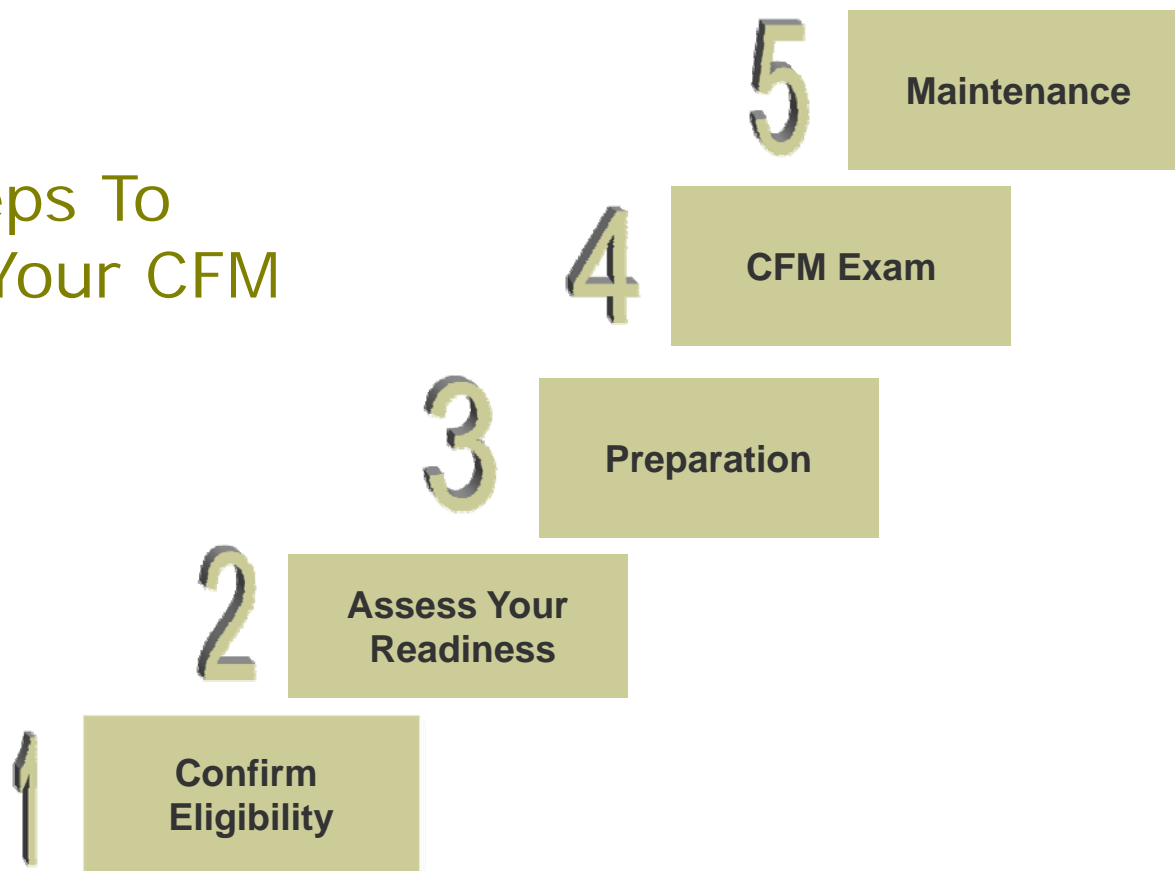 eps To
Your CFM
5
Maintenance
4
CFM Exam
3
Preparation
2
Assess Your
Readiness
1
Confirm
Eligibility